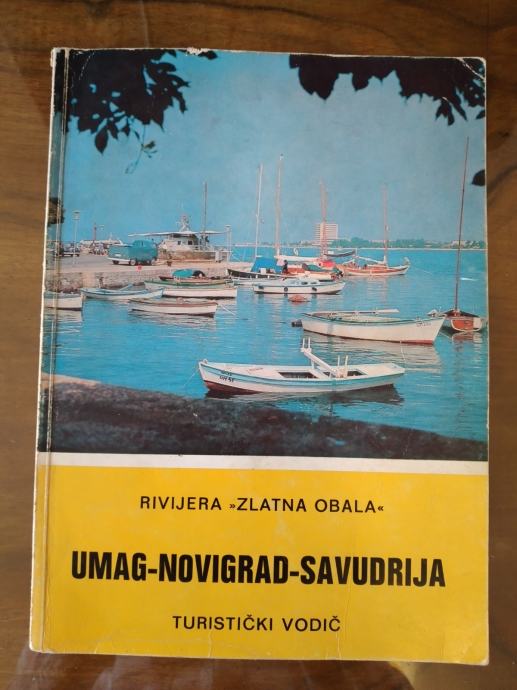 RIVIJERA »ZLATNA OBALA«
UMAG-NOVIGRAD-SAVUDRIJA
TURISTIČKI VODIČ